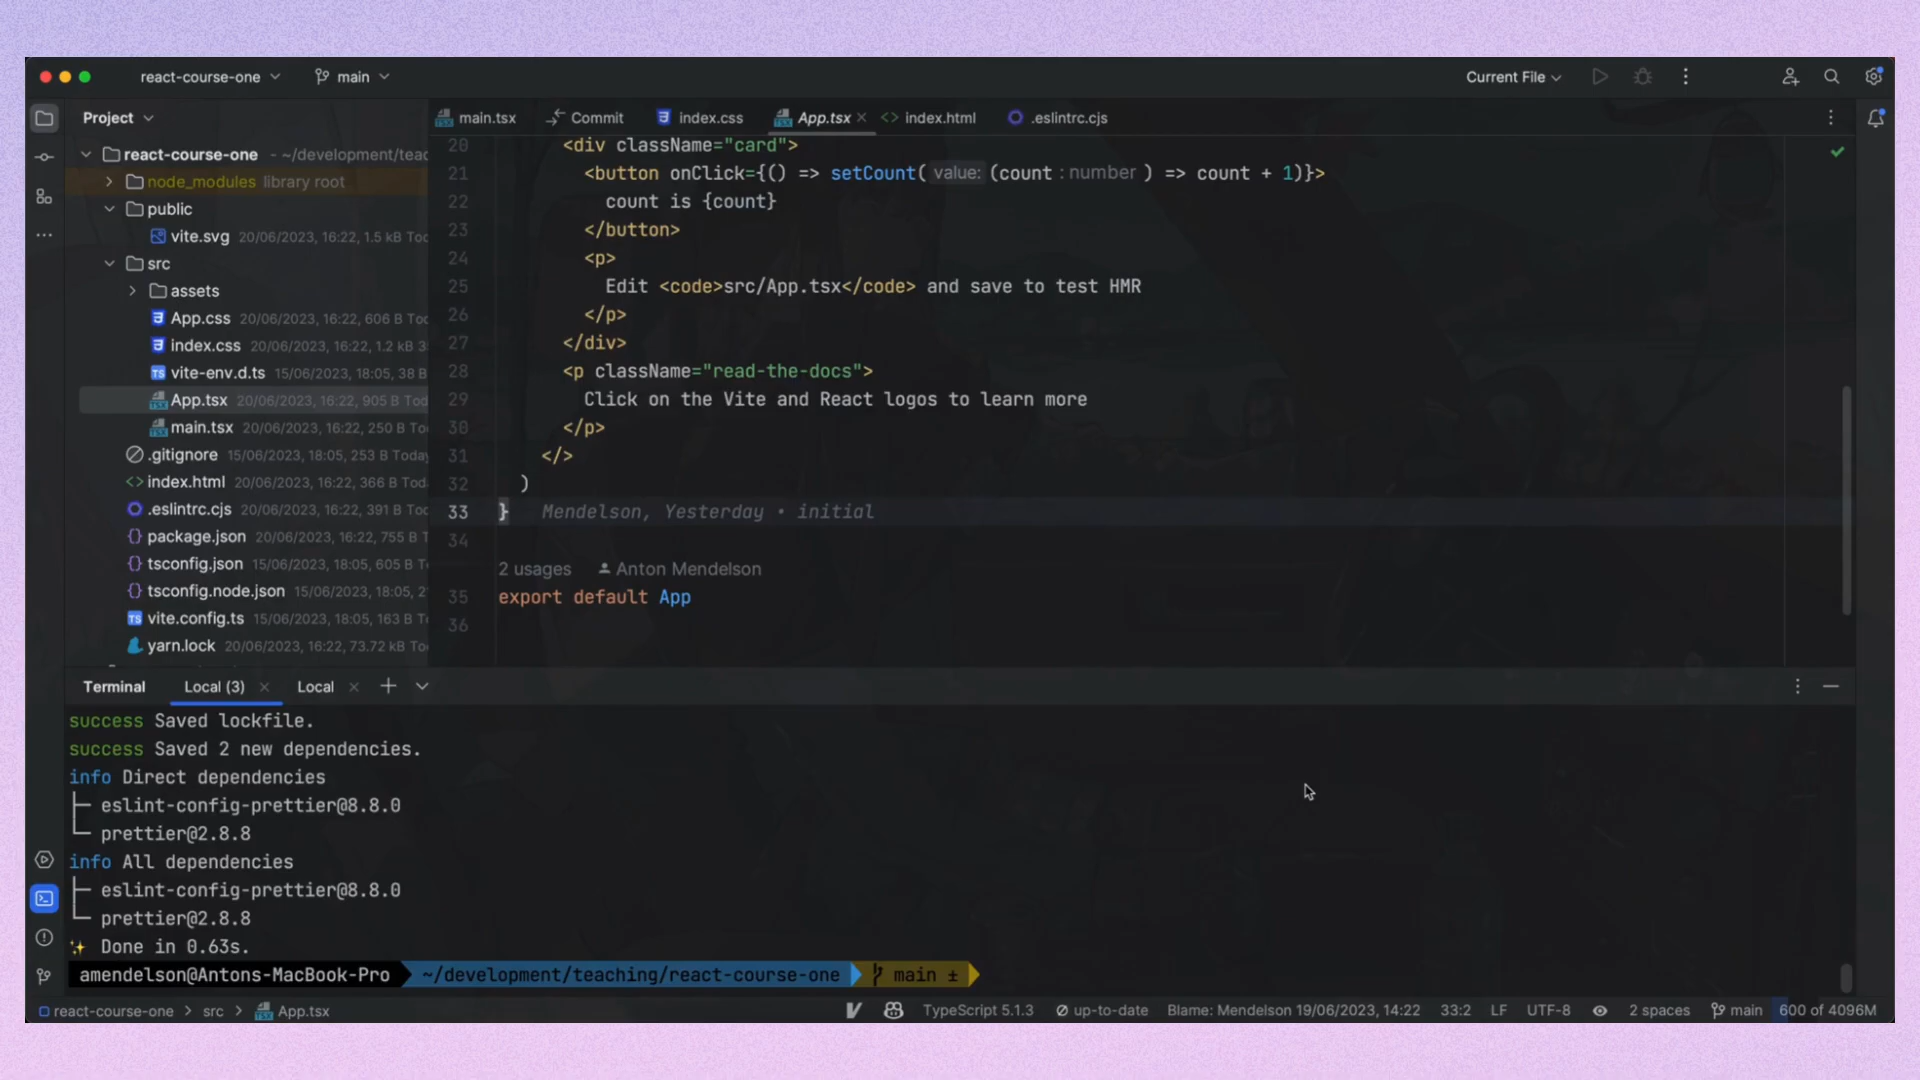 react-course-one
main
Current File
Project
main.tsx
Commit
index.css
App.tsx
index.html
.eslintrc.cjs
react-course-one - ~/development/teac
node_modules library root
public
vite.svg 20/06/2023, 16:22, 1.5 kB Toc
src
assets
App.css 20/06/2023, 16:22, 606 B Tod
index.css 20/06/2023, 16:22, 1.2 kB 3
vite-env.d.ts 15/06/2023, 18:05, 38 B
App.tsx 20/06/2023, 16:22, 905 B Tod
main.tsx 20/06/2023, 16:22, 250 B To
.gitignore 15/06/2023, 18:05, 253 B Today
index.html 20/06/2023, 16:22, 366 B Tod
.eslintrc.cjs 20/06/2023, 16:22, 391 B Tod
package.json 20/06/2023, 16:22, 755 B T
tsconfig.json 15/06/2023, 18:05, 605 B T
tsconfig.node.json 15/06/2023, 18:05, 2
vite.config.ts 15/06/2023, 18:05, 163 B T
yarn.lock 20/06/2023, 16:22, 73.72 kB To
20 <div className="card">
21 <button onClick={() => setCount( value: (count : number ) => count + 1)}>
22 count is {count}
23 </button>
24 <p>
25 Edit <code>src/App.tsx</code> and save to test HMR
26 </p>
27 </div>
28 <p className="read-the-docs">
29 Click on the Vite and React logos to learn more
30 </p>
31 </>
32 )
33 } Mendelson, Yesterday • initial
34
2 usages Anton Mendelson
35 export default App
36
Terminal
Local (3)
Local
success Saved lockfile.
success Saved 2 new dependencies.
info Direct dependencies
├─ eslint-config-prettier@8.8.0
└─ prettier@2.8.8
info All dependencies
├─ eslint-config-prettier@8.8.0
└─ prettier@2.8.8
✨ Done in 0.63s.
amendelson@Antons-MacBook-Pro ~/development/teaching/react-course-one main ±
react-course-one > src > App.tsx
TypeScript 5.1.3
up-to-date
Blame: Mendelson 19/06/2023, 14:22
33:2
LF
UTF-8
2 spaces
main
600 of 4096M